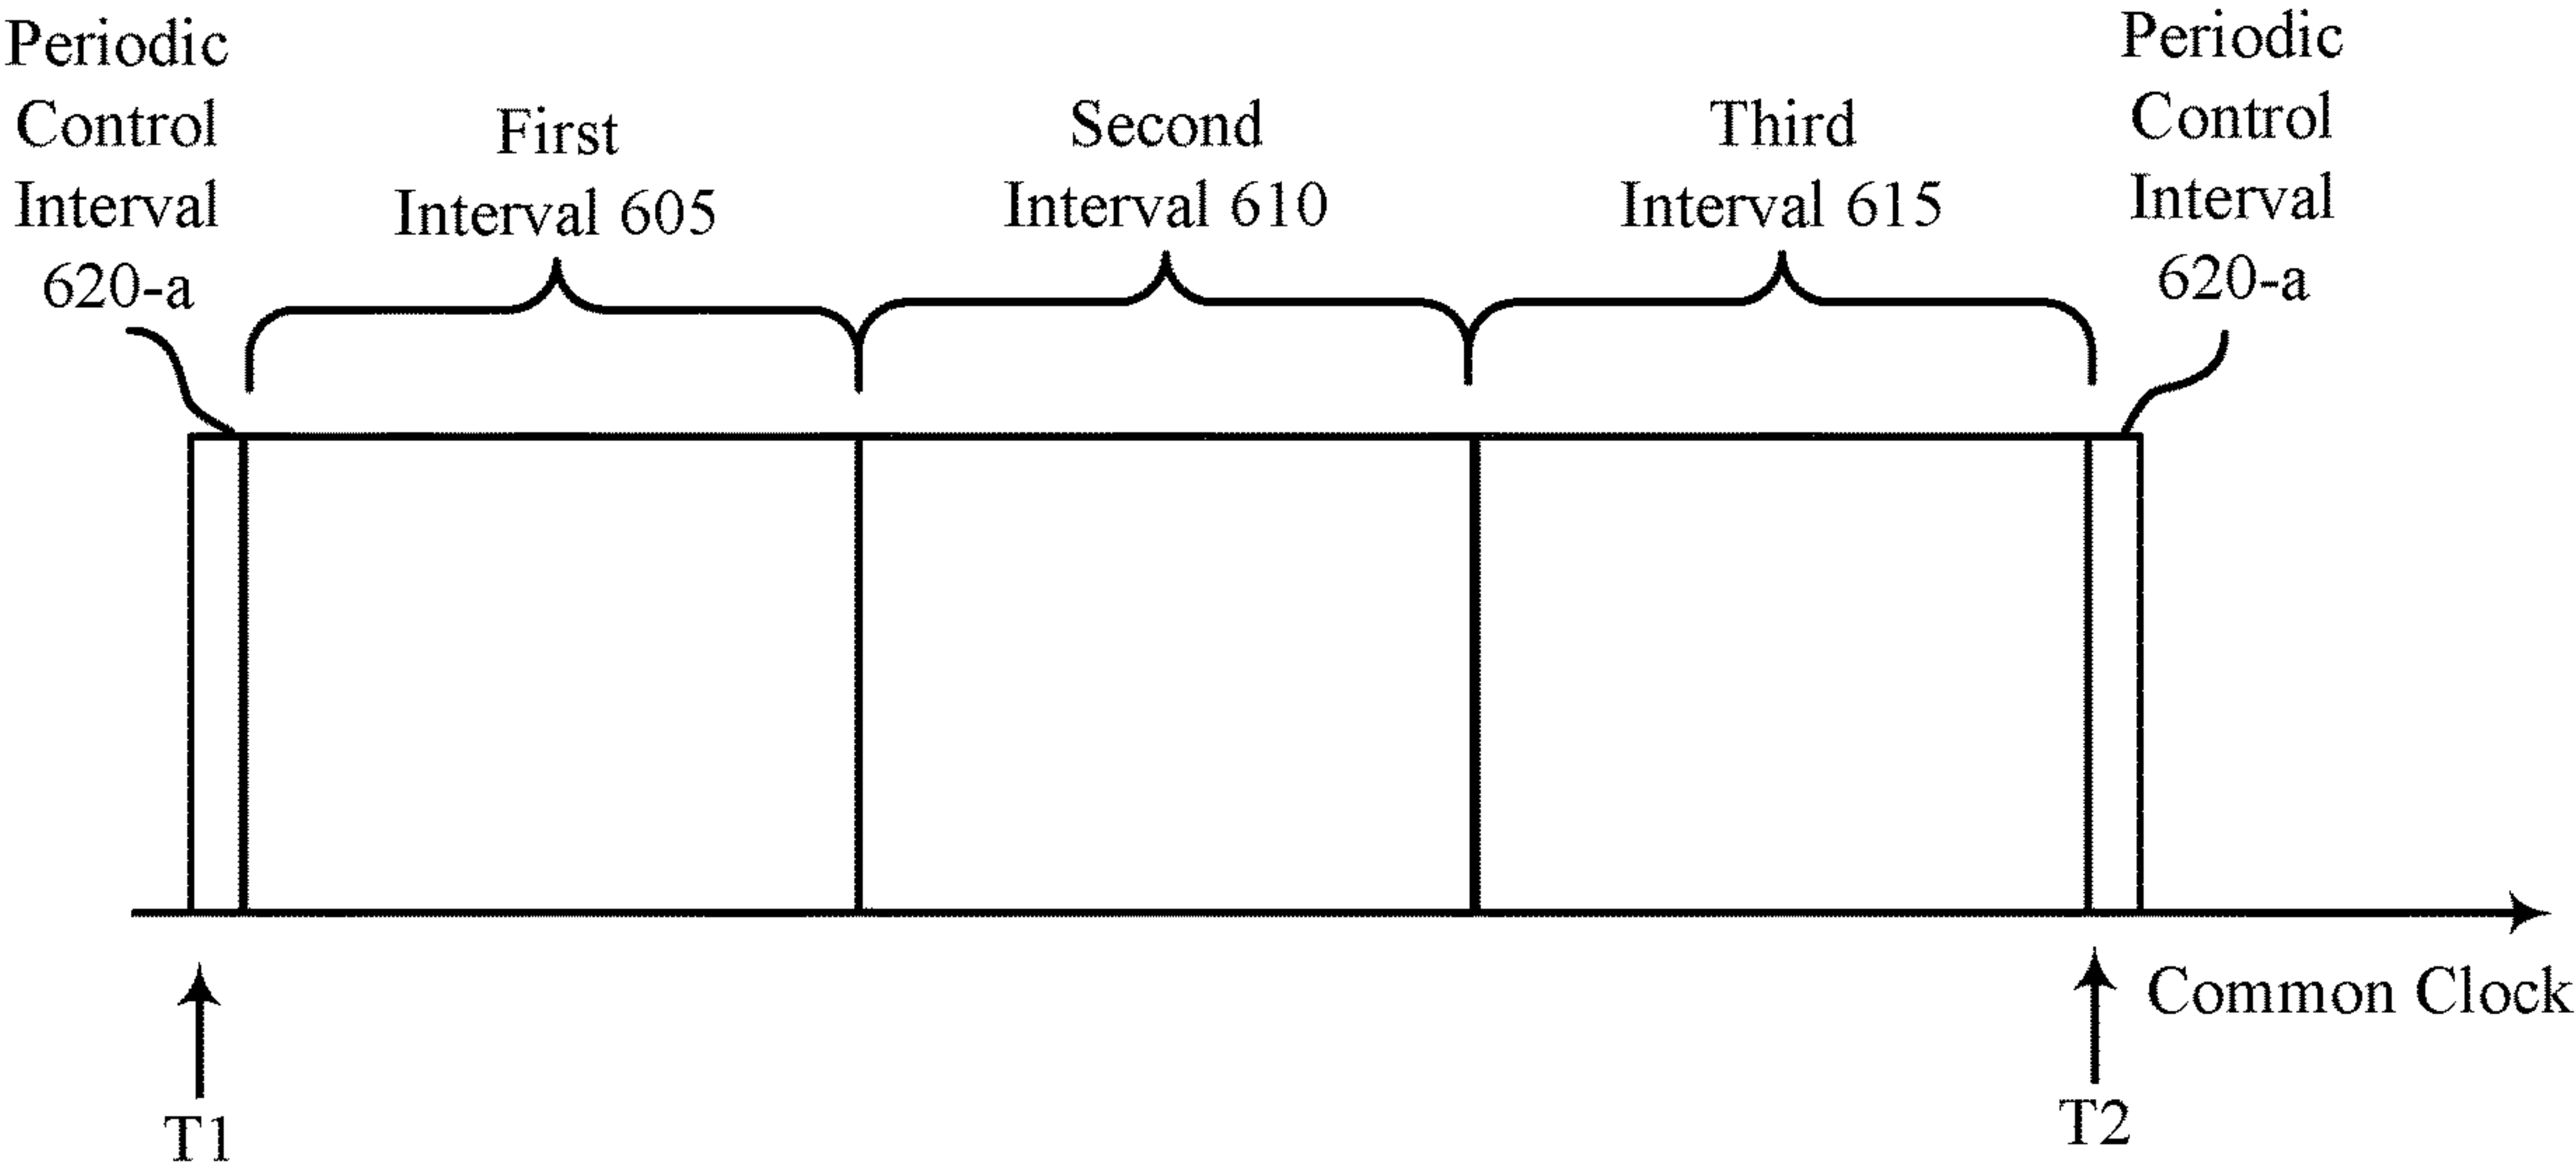 Periodic
Control
Interval
620-a
First
Interval 605
Second
Interval 610
Third
Interval 615
Periodic
Control
Interval
620-a
Common Clock
T1
T2